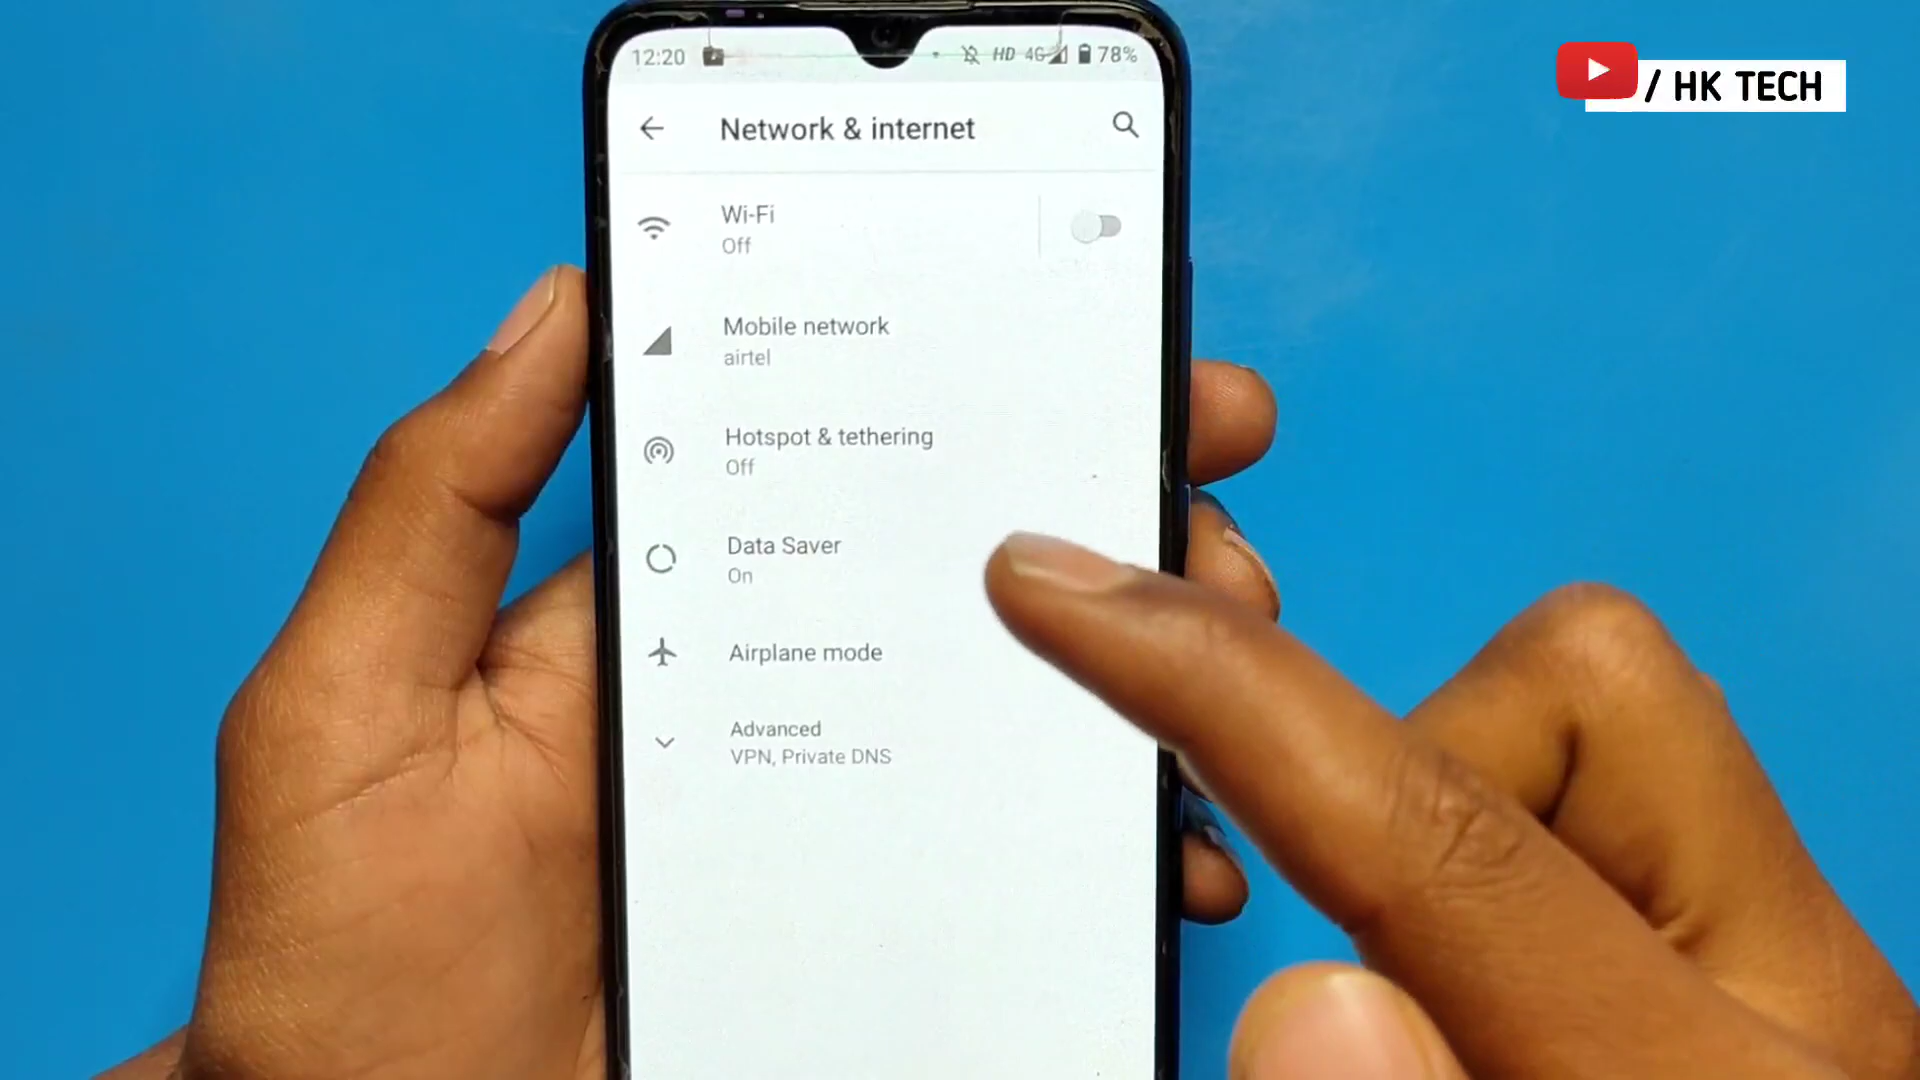 12:20 HD 4G 78%
/ HK TECH
Network & internet
Wi-Fi
Off
Mobile network
airtel
Hotspot & tethering
Off
Data Saver
On
Airplane mode
Advanced
VPN, Private DNS